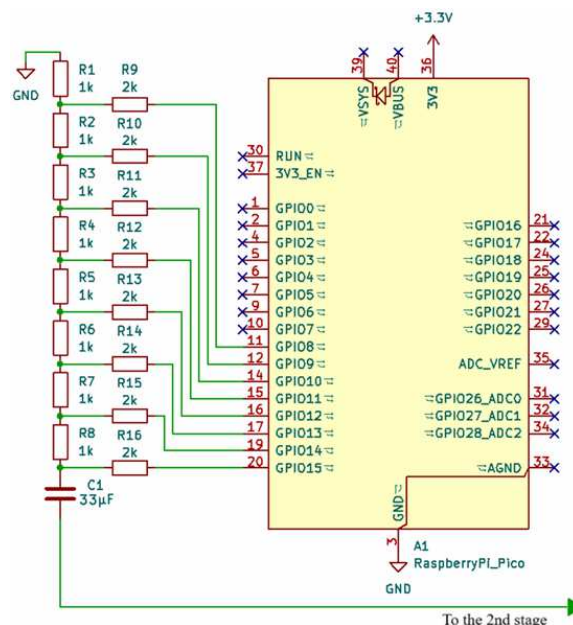 +3.3V
39
40
36
VSYS
VBUS
3V3
GND
R1
1k
R9
2k
R2
1k
R10
2k
R3
1k
R11
2k
R4
1k
R12
2k
R5
1k
R13
2k
R6
1k
R14
2k
R7
1k
R15
2k
R8
1k
R16
2k
C1
33µF
30 RUN
37 3V3_EN
1 GPIO0
2 GPIO1
4 GPIO2
5 GPIO3
6 GPIO4
7 GPIO5
9 GPIO6
10 GPIO7
11 GPIO8
12 GPIO9
14 GPIO10
15 GPIO11
16 GPIO12
17 GPIO13
19 GPIO14
20 GPIO15
GPIO16 21
GPIO17 22
GPIO18 24
GPIO19 25
GPIO20 26
GPIO21 27
GPIO22 29
ADC_VREF 35
GPIO26_ADC0 31
GPIO27_ADC1 32
GPIO28_ADC2 34
AGND 33
GND
3
A1
RaspberryPi_Pico
GND
To the 2nd stage